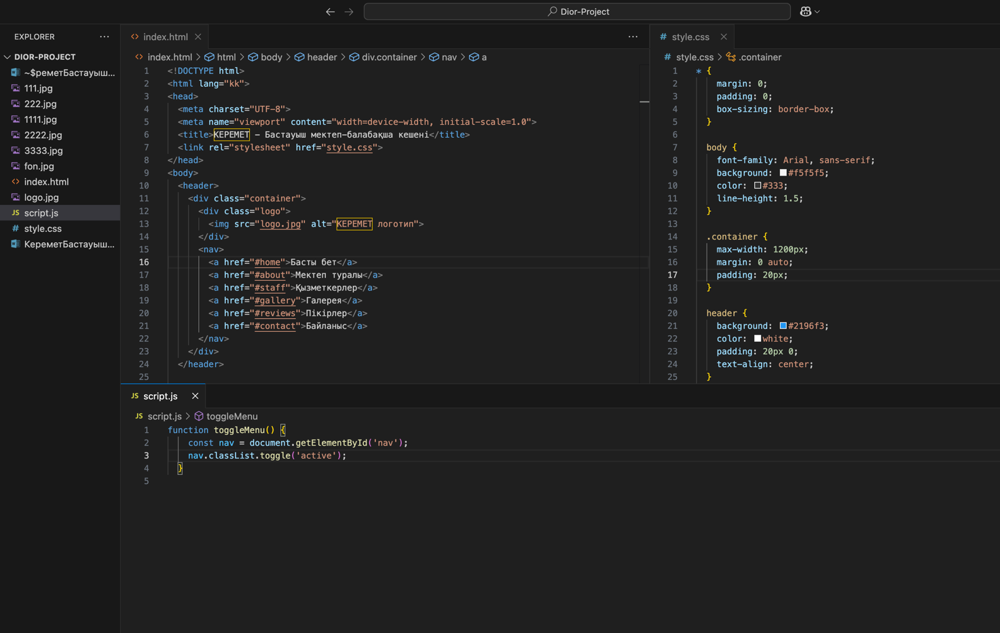 Dior-Project
EXPLORER
DIOR-PROJECT
~$реметБастауыш...
111.jpg
222.jpg
1111.jpg
2222.jpg
3333.jpg
fon.jpg
index.html
logo.jpg
JS script.js
# style.css
КереметБастауыш...
index.html
index.html > html > body > header > div.container > nav > a
1 <!DOCTYPE html>
2 <html lang="kk">
3 <head>
4 <meta charset="UTF-8">
5 <meta name="viewport" content="width=device-width, initial-scale=1.0">
6 <title>КЕРЕМЕТ – Бастауыш мектеп-балабақша кешені</title>
7 <link rel="stylesheet" href="style.css">
8 </head>
9 <body>
10 <header>
11 <div class="container">
12 <div class="logo">
13 <img src="logo.jpg" alt="КЕРЕМЕТ логотип">
14 </div>
15 <nav>
16 <a href="#home">Басты бет</a>
17 <a href="#about">Мектеп туралы</a>
18 <a href="#staff">Қызметкерлер</a>
19 <a href="#gallery">Галерея</a>
20 <a href="#reviews">Пікірлер</a>
21 <a href="#contact">Байланыс</a>
22 </nav>
23 </div>
24 </header>
25
# style.css
# style.css > .container
1 * {
2 margin: 0;
3 padding: 0;
4 box-sizing: border-box;
5 }
6
7 body {
8 font-family: Arial, sans-serif;
9 background: #f5f5f5;
10 color: #333;
11 line-height: 1.5;
12 }
13
14 .container {
15 max-width: 1200px;
16 margin: 0 auto;
17 padding: 20px;
18 }
19
20 header {
21 background: #2196f3;
22 color: white;
23 padding: 20px 0;
24 text-align: center;
25 }
JS script.js
JS script.js > toggleMenu
1 function toggleMenu() {
2 const nav = document.getElementById('nav');
3 nav.classList.toggle('active');
4 }
5